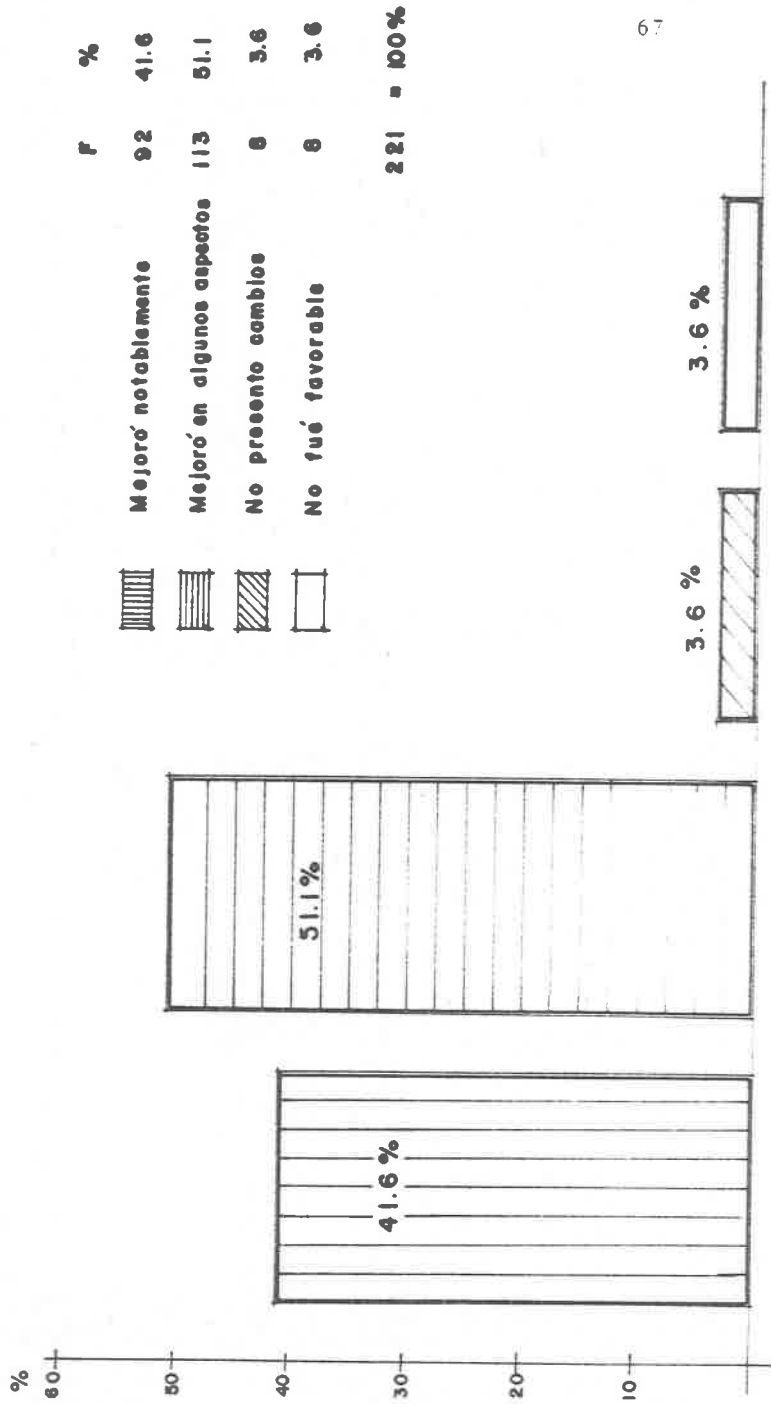 67
F %
Mejoró notablemente 92 41.6
Mejoró en algunos aspectos 113 51.1
No presento cambios 8 3.6
No fué favorable 8 3.6
221 = 100%
%
60
50
40
30
20
10
41.6 %
51.1%
3.6 %
3.6 %